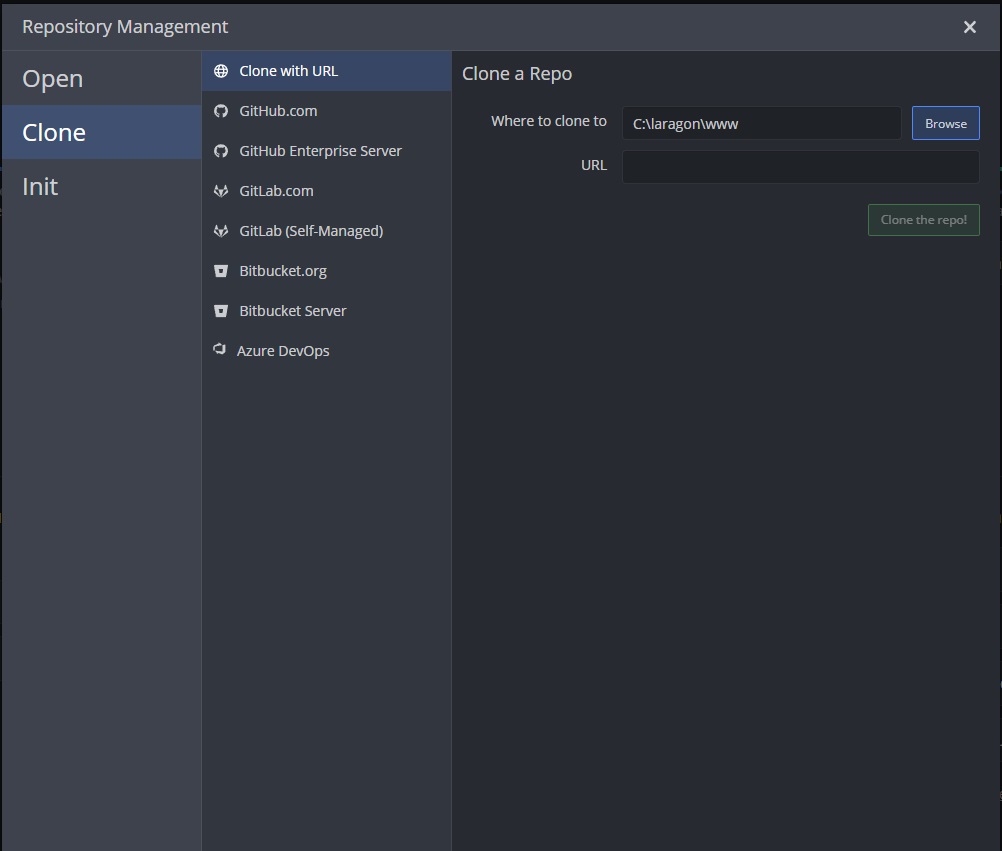 Repository Management
Open
Clone
Init
Clone with URL
GitHub.com
GitHub Enterprise Server
GitLab.com
GitLab (Self-Managed)
Bitbucket.org
Bitbucket Server
Azure DevOps
Clone a Repo
Where to clone to C:\laragon\www Browse
URL
Clone the repo!